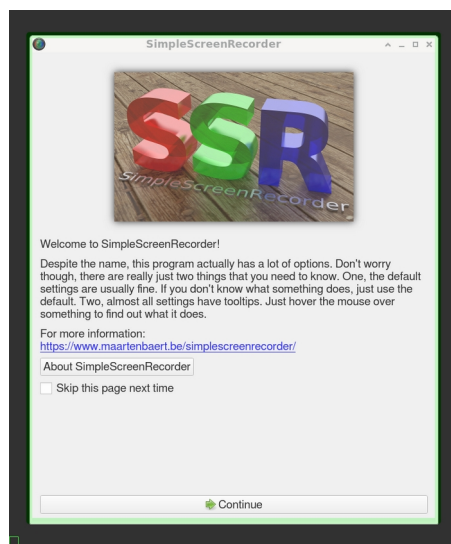 SimpleScreenRecorder
SSR
SimpleScreenRecorder
Welcome to SimpleScreenRecorder!
Despite the name, this program actually has a lot of options. Don't worry
though, there are really just two things that you need to know. One, the default
settings are usually fine. If you don't know what something does, just use the
default. Two, almost all settings have tooltips. Just hover the mouse over
something to find out what it does.
For more information:
https://www.maartenbaert.be/simplescreenrecorder/
About SimpleScreenRecorder
Skip this page next time
Continue